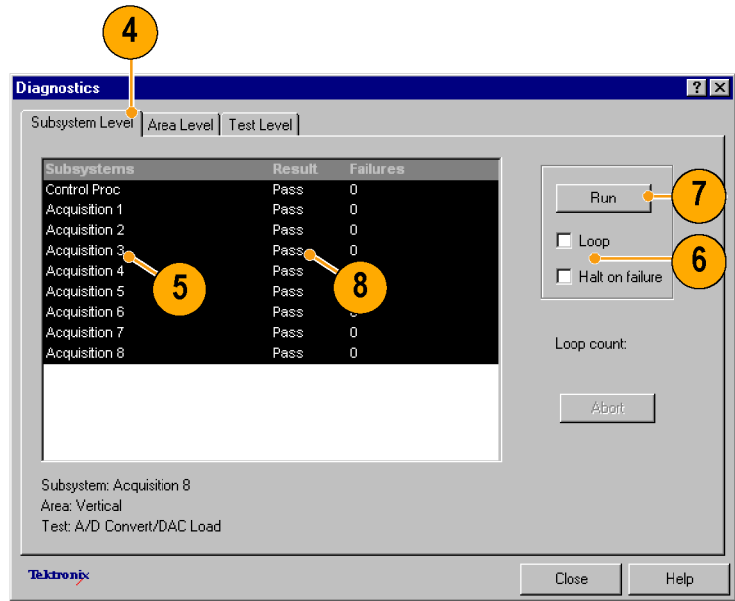 4
Diagnostics
Subsystem Level Area Level Test Level
Subsystems Result Failures
Control Proc Pass 0
Acquisition 1 Pass 0
Acquisition 2 Pass 0
Acquisition 3 Pass 0
Acquisition 4 Pass
Acquisition 5 Pass
Acquisition 6 Pass
Acquisition 7 Pass 0
Acquisition 8 Pass 0
5
8
Run
7
Loop
6
Halt on failure
Loop count:
Abort
Subsystem: Acquisition 8
Area: Vertical
Test: A/D Convert/DAC Load
Tektronix
Close Help